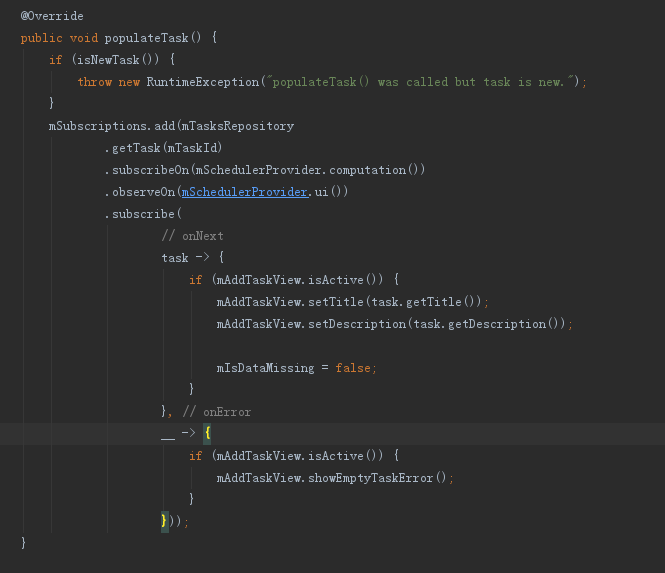 @Override
public void populateTask() {
if (isNewTask()) {
throw new RuntimeException("populateTask() was called but task is new.");
}
mSubscriptions.add(mTasksRepository
.getTask(mTaskId)
.subscribeOn(mSchedulerProvider.computation())
.observeOn(mSchedulerProvider.ui())
.subscribe(
// onNext
task -> {
if (mAddTaskView.isActive()) {
mAddTaskView.setTitle(task.getTitle());
mAddTaskView.setDescription(task.getDescription());
mIsDataMissing = false;
}
}, // onError
__ -> {
if (mAddTaskView.isActive()) {
mAddTaskView.showEmptyTaskError();
}
}));
}